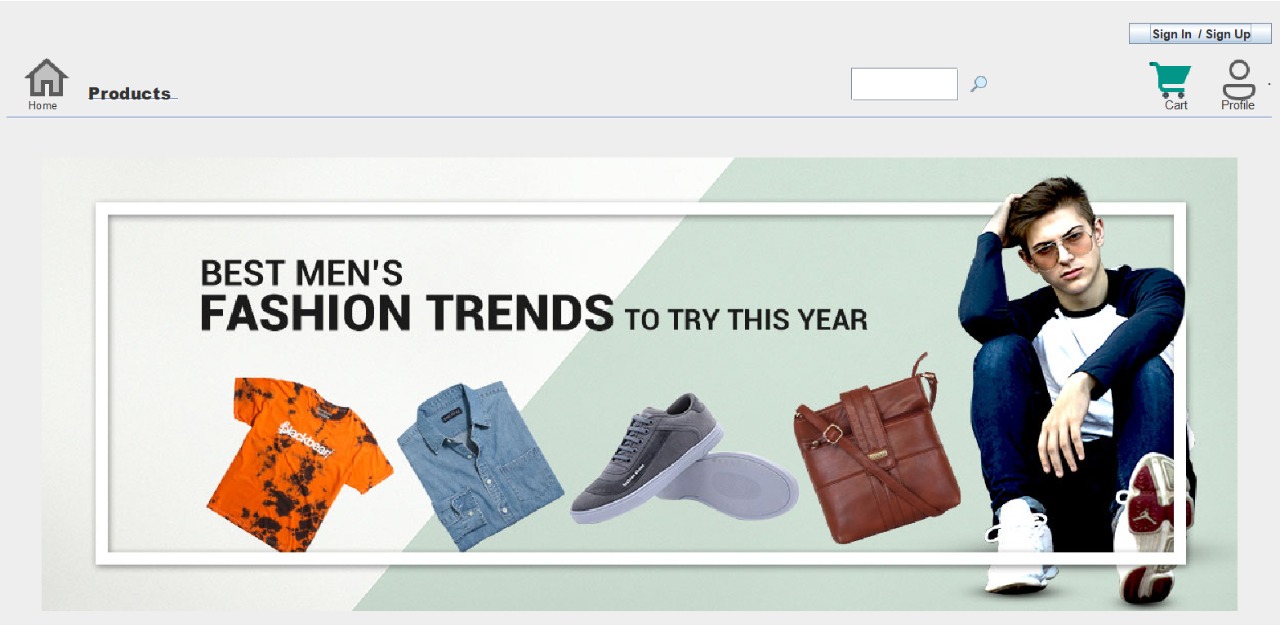 Sign In / Sign Up
Home
Products
Cart
Profile
BEST MEN'S
FASHION TRENDS TO TRY THIS YEAR
Blackbear